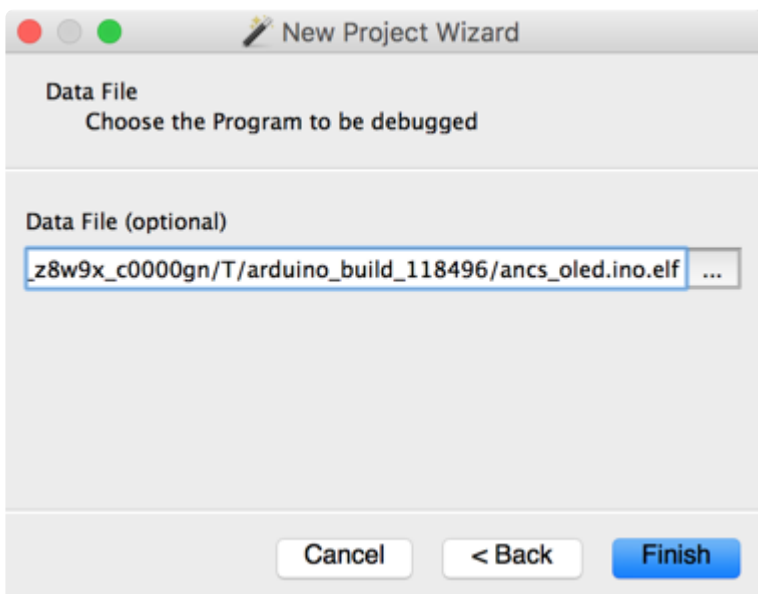 New Project Wizard
Data File
Choose the Program to be debugged
Data File (optional)
_z8w9x_c0000gn/T/arduino_build_118496/ancs_oled.ino.elf ...
Cancel < Back Finish